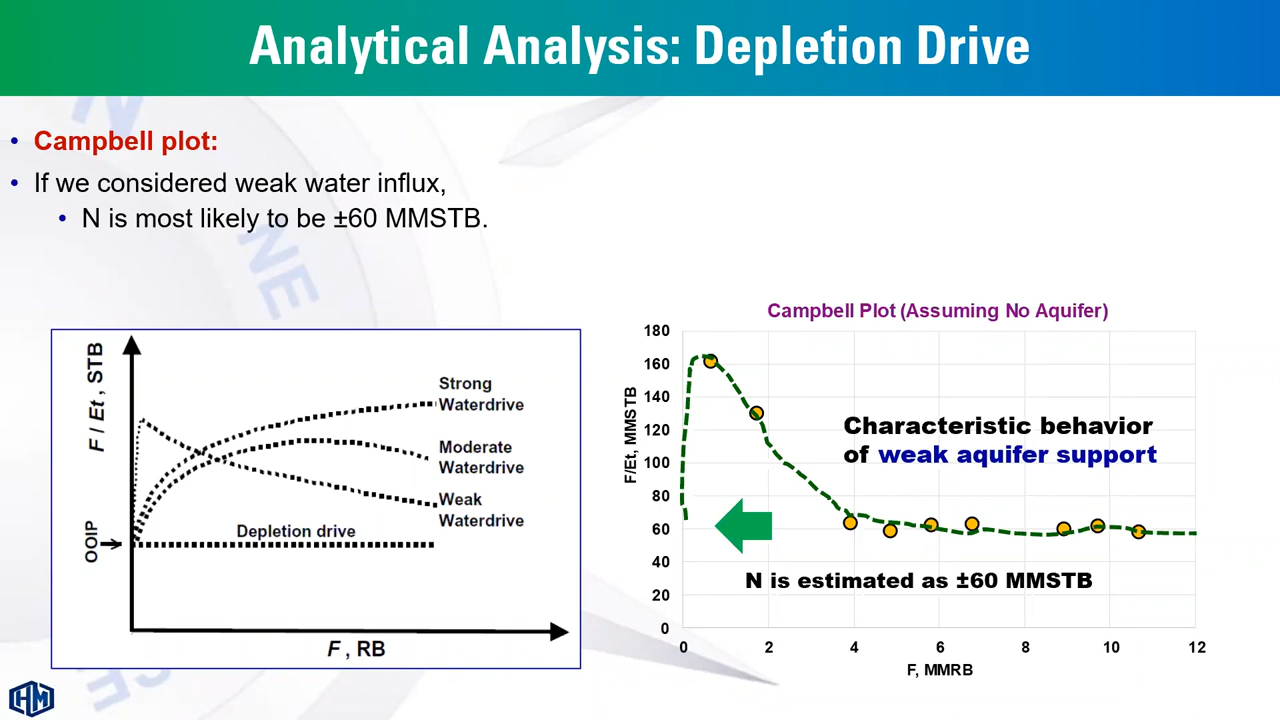 Analytical Analysis: Depletion Drive
• Campbell plot:
• If we considered weak water influx,
• N is most likely to be ±60 MMSTB.
F / Et , STB
OOIP
Strong
Waterdrive
Moderate
Waterdrive
Weak
Waterdrive
Depletion drive
F , RB
Campbell Plot (Assuming No Aquifer)
F/Et, MMSTB
180
160
140
120
100
80
60
40
20
0
Characteristic behavior
of weak aquifer support
N is estimated as ±60 MMSTB
0 2 4 6 8 10 12
F, MMRB
HM
NE